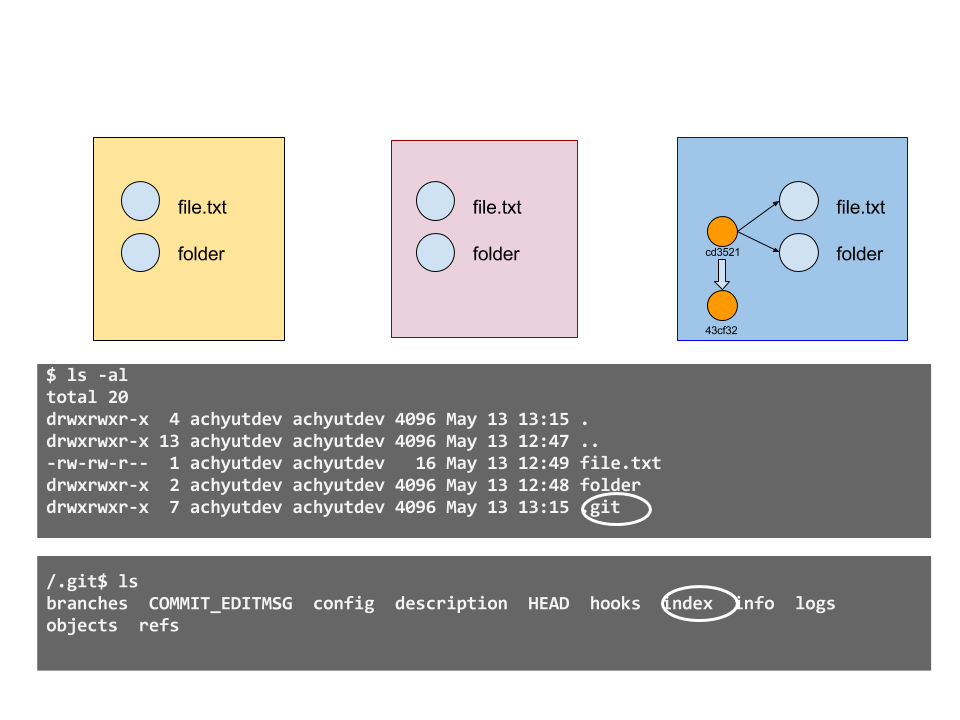 file.txt
folder
file.txt
folder
file.txt
cd3521
folder
43cf32
$ ls -al
total 20
drwxrwxr-x  4 achyutdev achyutdev 4096 May 13 13:15 .
drwxrwxr-x 13 achyutdev achyutdev 4096 May 13 12:47 ..
-rw-rw-r--  1 achyutdev achyutdev   16 May 13 12:49 file.txt
drwxrwxr-x  2 achyutdev achyutdev 4096 May 13 12:48 folder
drwxrwxr-x  7 achyutdev achyutdev 4096 May 13 13:15 .git
/.git$ ls
branches  COMMIT_EDITMSG  config  description  HEAD  hooks  index  info  logs
objects  refs